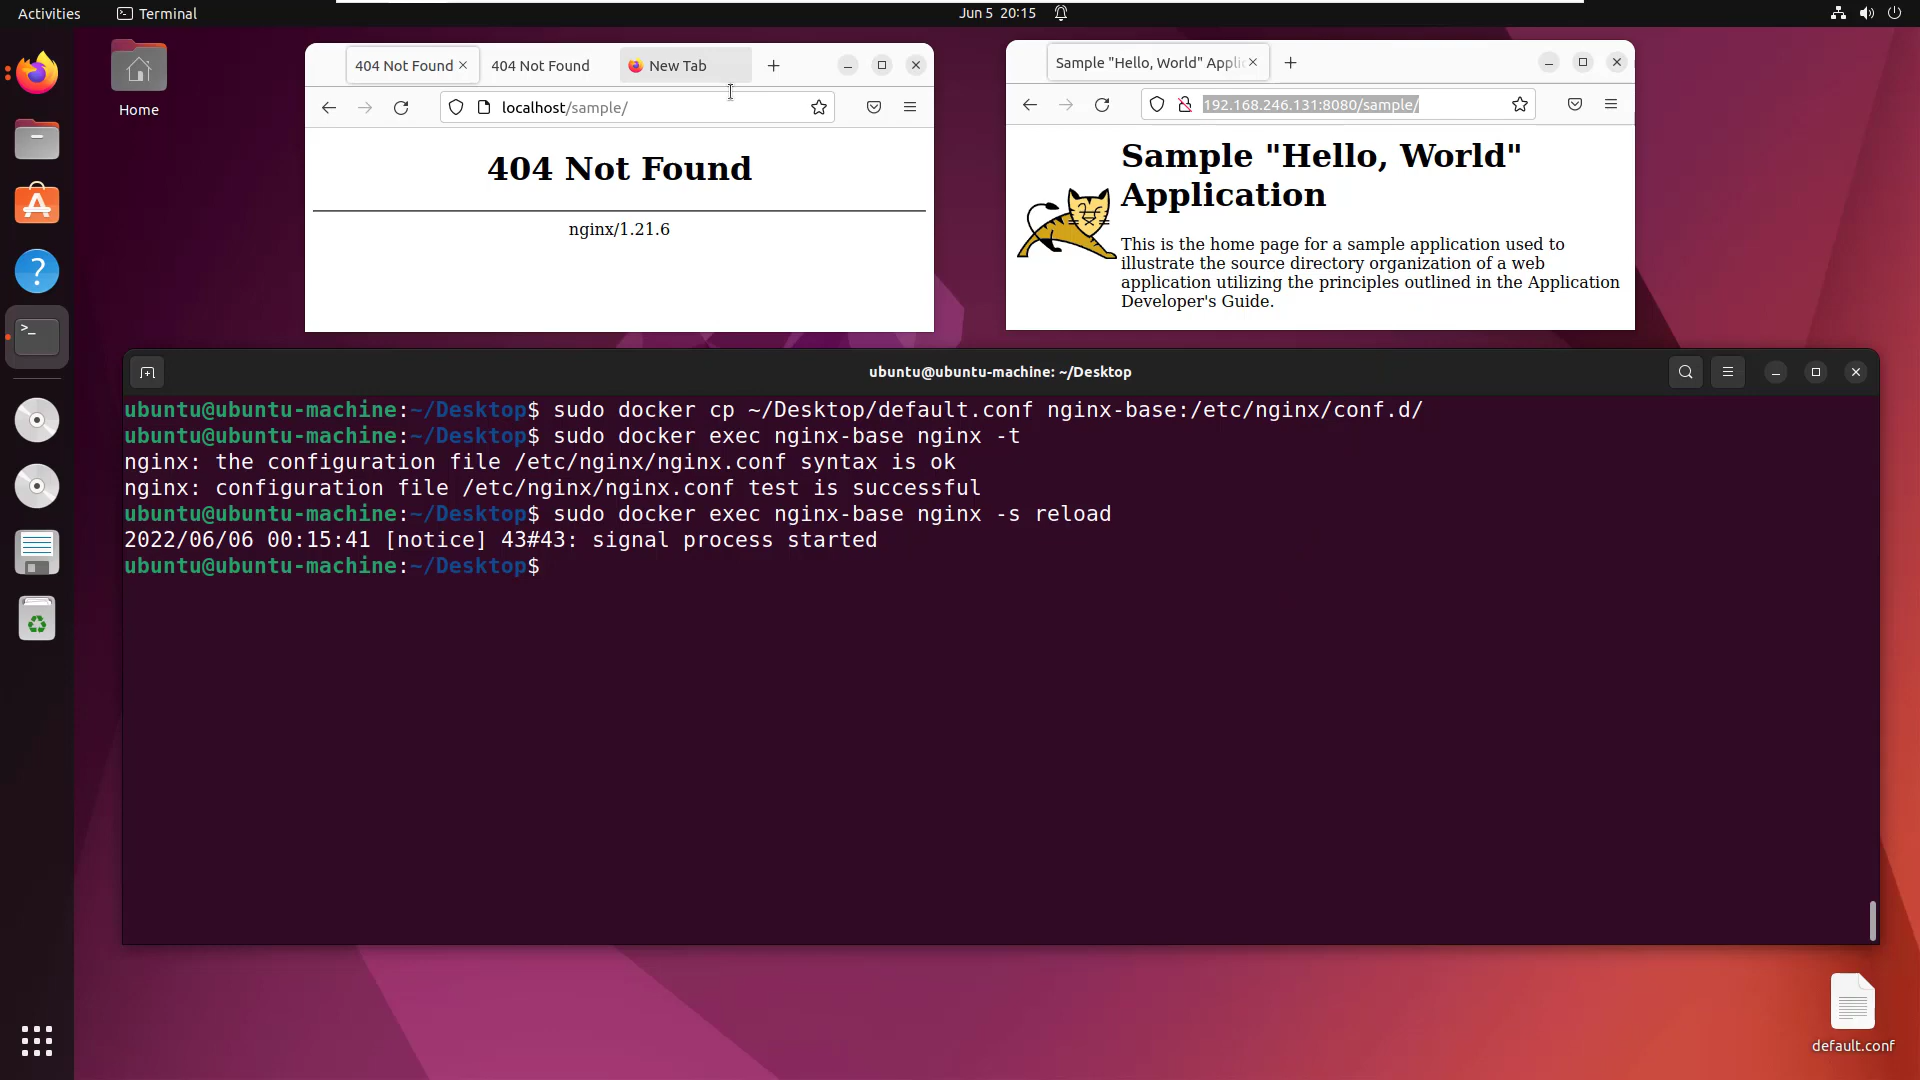 Activities
Terminal
Jun 5 20:15
Home
404 Not Found
404 Not Found
New Tab
localhost/sample/
404 Not Found
nginx/1.21.6
Sample "Hello, World" Appli
192.168.246.131:8080/sample/
Sample "Hello, World"
Application
This is the home page for a sample application used to
illustrate the source directory organization of a web
application utilizing the principles outlined in the Application
Developer's Guide.
ubuntu@ubuntu-machine: ~/Desktop
ubuntu@ubuntu-machine:~/Desktop$ sudo docker cp ~/Desktop/default.conf nginx-base:/etc/nginx/conf.d/
ubuntu@ubuntu-machine:~/Desktop$ sudo docker exec nginx-base nginx -t
nginx: the configuration file /etc/nginx/nginx.conf syntax is ok
nginx: configuration file /etc/nginx/nginx.conf test is successful
ubuntu@ubuntu-machine:~/Desktop$ sudo docker exec nginx-base nginx -s reload
2022/06/06 00:15:41 [notice] 43#43: signal process started
ubuntu@ubuntu-machine:~/Desktop$
default.conf